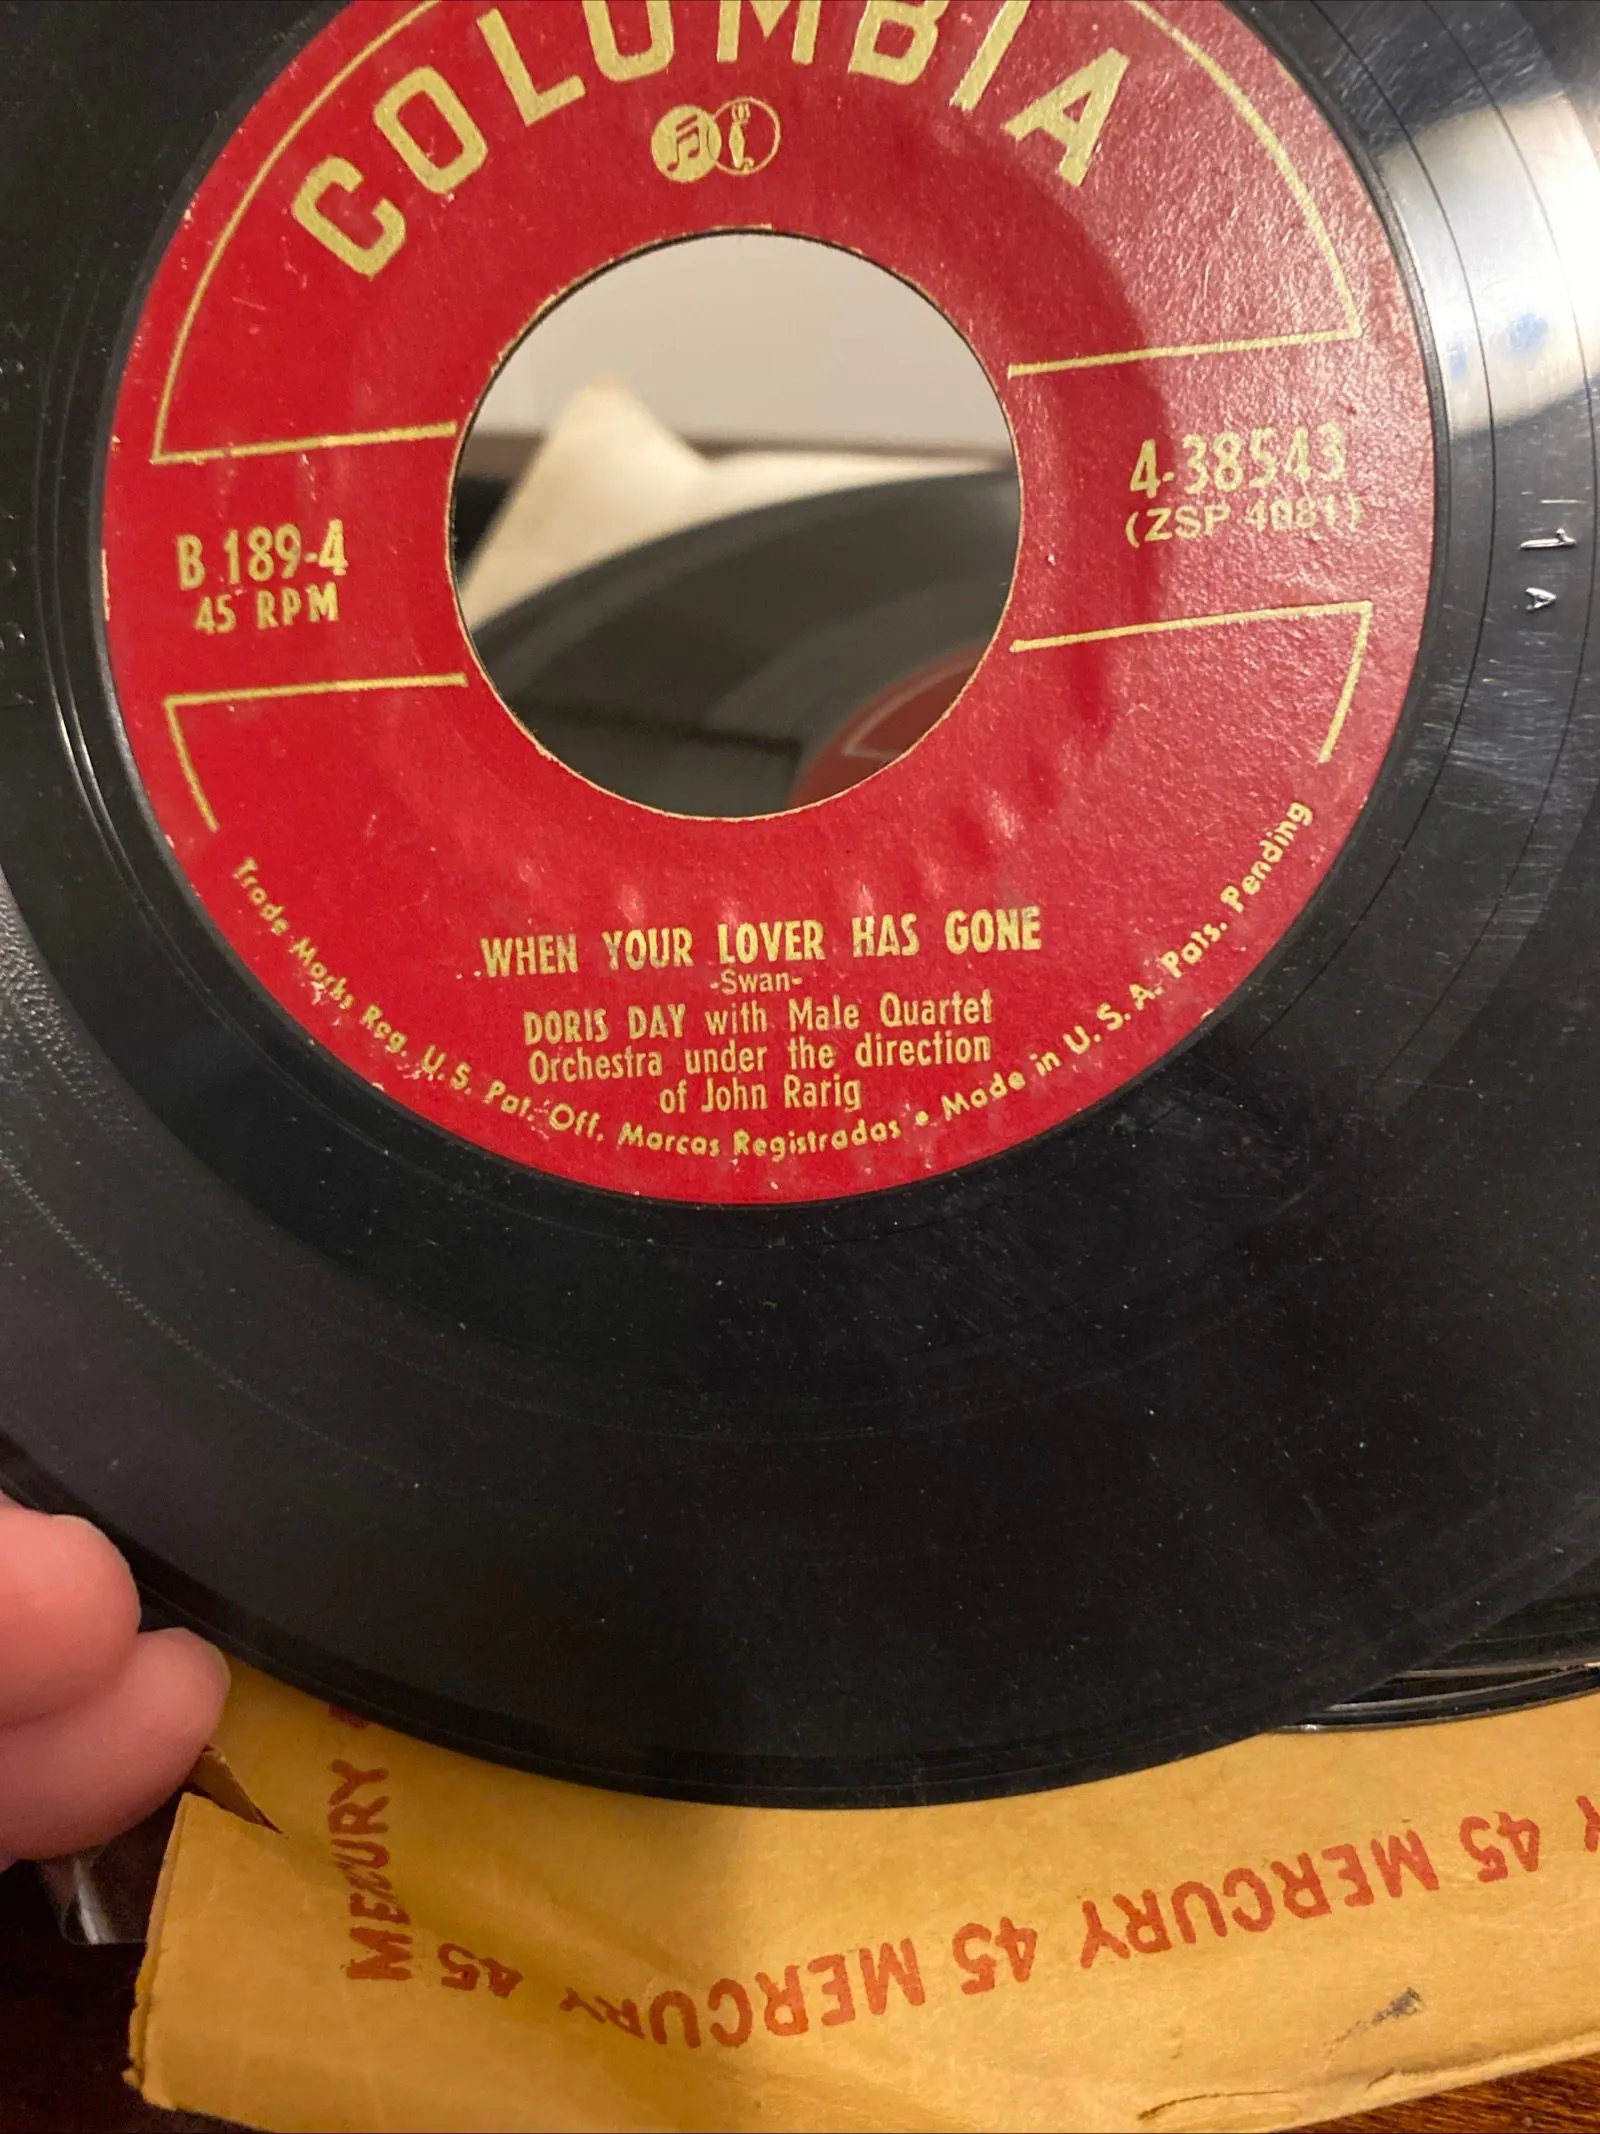 COLUMBIA
B 189-4
45 RPM
4-38543
(ZSP 4081)
WHEN YOUR LOVER HAS GONE
-Swan-
DORIS DAY with Male Quartet
Orchestra under the direction
of John Rarig
Trade Marks Reg. U. S. Pat. Off. Marcas Registradas • Made in U. S. A. Pats. Pending
1
A
MERCURY
45 MERCURY 45 MERCURY 45